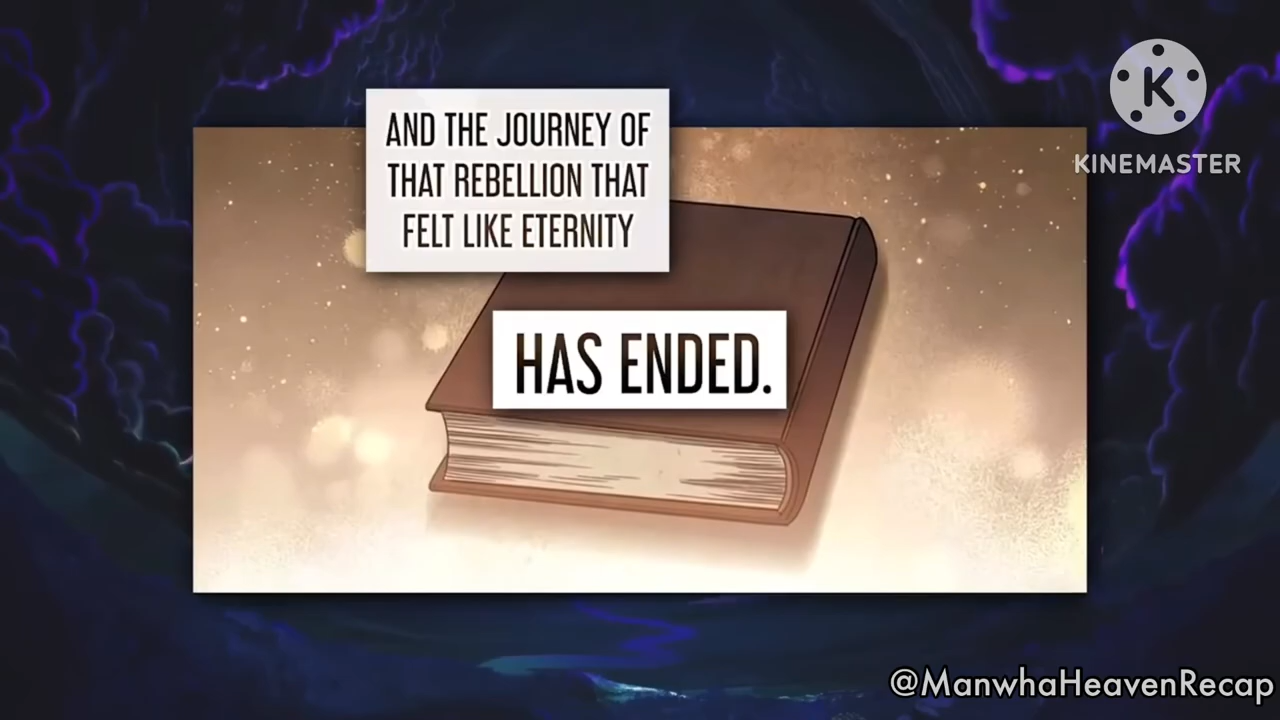 AND THE JOURNEY OF
THAT REBELLION THAT
FELT LIKE ETERNITY
HAS ENDED.
K
KINEMASTER
@ManwhaHeavenRecap